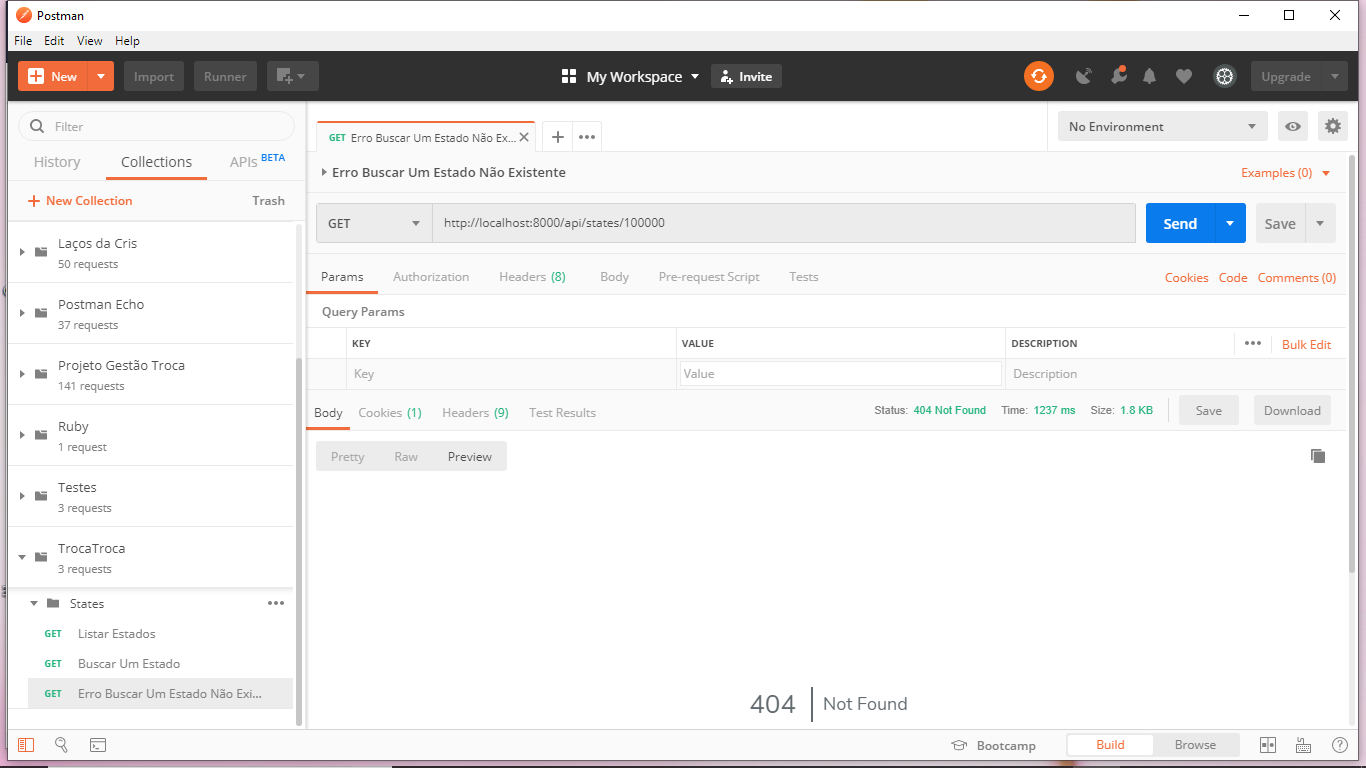 Postman
File Edit View Help
New Import Runner My Workspace Invite Upgrade
Filter
History Collections APIs BETA
New Collection Trash
Laços da Cris
50 requests
Postman Echo
37 requests
Projeto Gestão Troca
141 requests
Ruby
1 request
Testes
3 requests
TrocaTroca
3 requests
States
GET Listar Estados
GET Buscar Um Estado
GET Erro Buscar Um Estado Não Exi...
GET Erro Buscar Um Estado Não Ex...
No Environment
Erro Buscar Um Estado Não Existente
Examples (0)
GET http://localhost:8000/api/states/100000 Send Save
Params Authorization Headers (8) Body Pre-request Script Tests Cookies Code Comments (0)
Query Params
KEY VALUE DESCRIPTION Bulk Edit
Key Value Description
Body Cookies (1) Headers (9) Test Results Status: 404 Not Found Time: 1237 ms Size: 1.8 KB Save Download
Pretty Raw Preview
404 Not Found
Bootcamp Build Browse